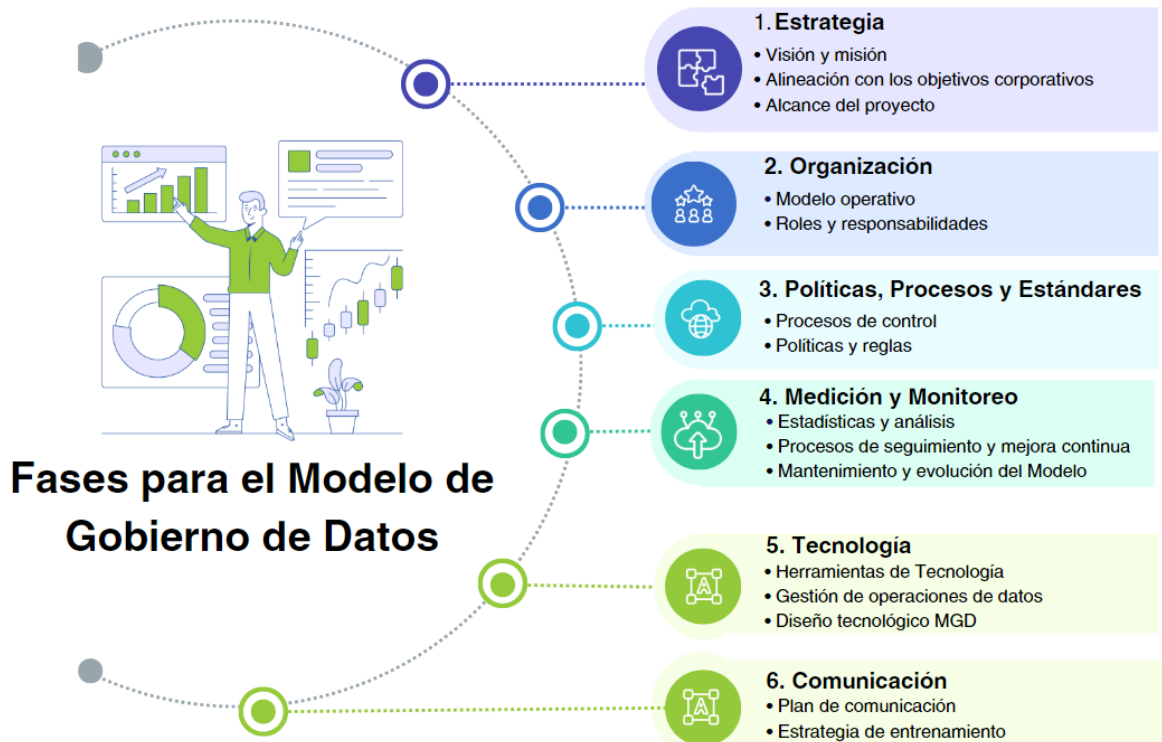 1. Estrategia
• Visión y misión
• Alineación con los objetivos corporativos
• Alcance del proyecto
2. Organización
• Modelo operativo
• Roles y responsabilidades
3. Políticas, Procesos y Estándares
• Procesos de control
• Políticas y reglas
4. Medición y Monitoreo
• Estadísticas y análisis
• Procesos de seguimiento y mejora continua
• Mantenimiento y evolución del Modelo
Fases para el Modelo de
Gobierno de Datos
5. Tecnología
• Herramientas de Tecnología
• Gestión de operaciones de datos
• Diseño tecnológico MGD
A
6. Comunicación
• Plan de comunicación
• Estrategia de entrenamiento
A